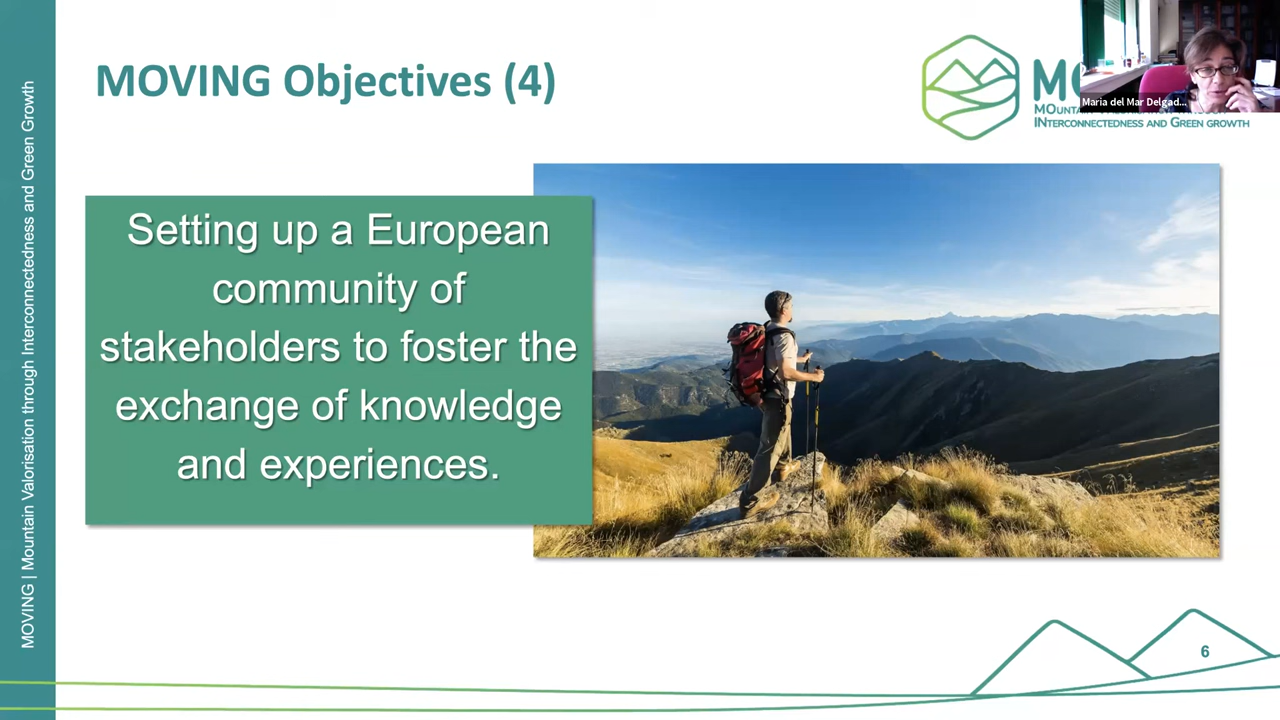 MOVING Objectives (4)
Maria del Mar Delgad...
INTERCONNECTEDNESS AND GREEN GROWTH
Setting up a European
community of
stakeholders to foster the
exchange of knowledge
and experiences.
MOVING | Mountain Valorisation through Interconnectedness and Green Growth
6